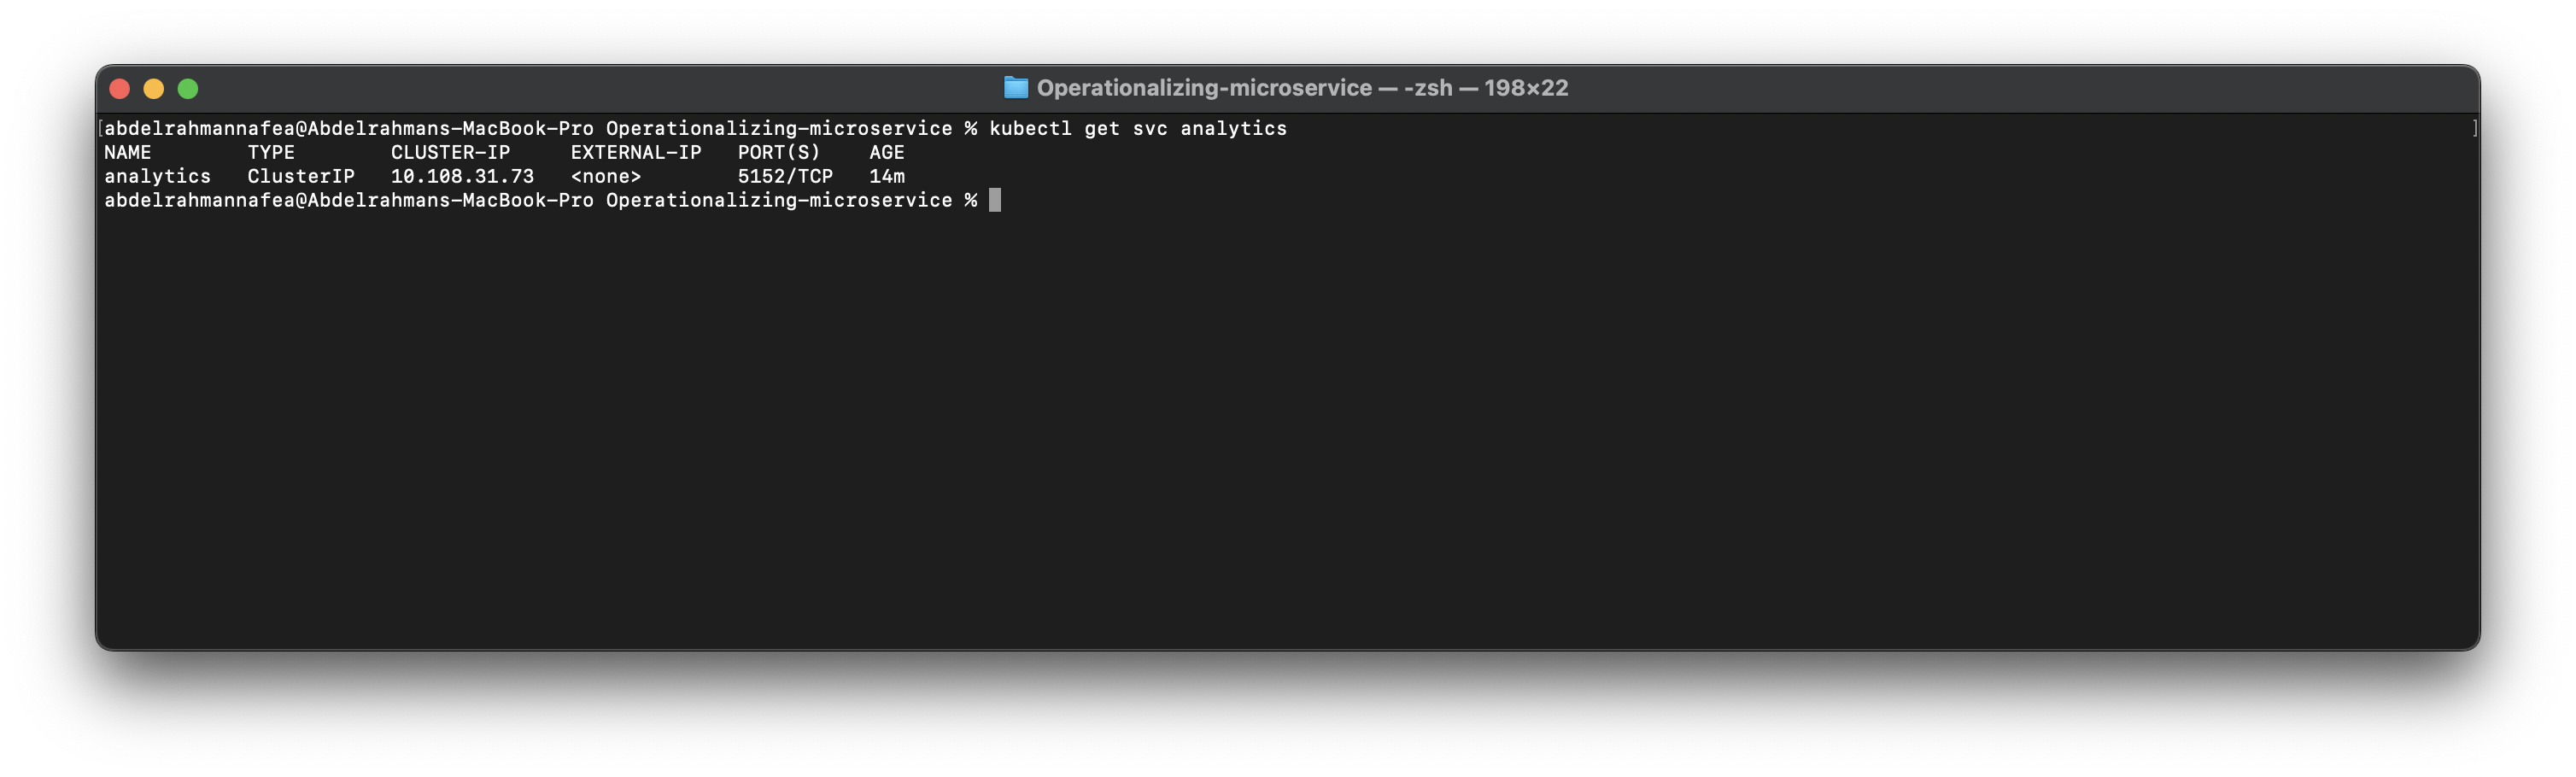 Operationalizing-microservice — -zsh — 198×22
[abdelrahmannafea@Abdelrahmans-MacBook-Pro Operationalizing-microservice % kubectl get svc analytics ]
NAME        TYPE        CLUSTER-IP     EXTERNAL-IP   PORT(S)    AGE
analytics   ClusterIP   10.108.31.73   <none>        5152/TCP   14m
abdelrahmannafea@Abdelrahmans-MacBook-Pro Operationalizing-microservice %